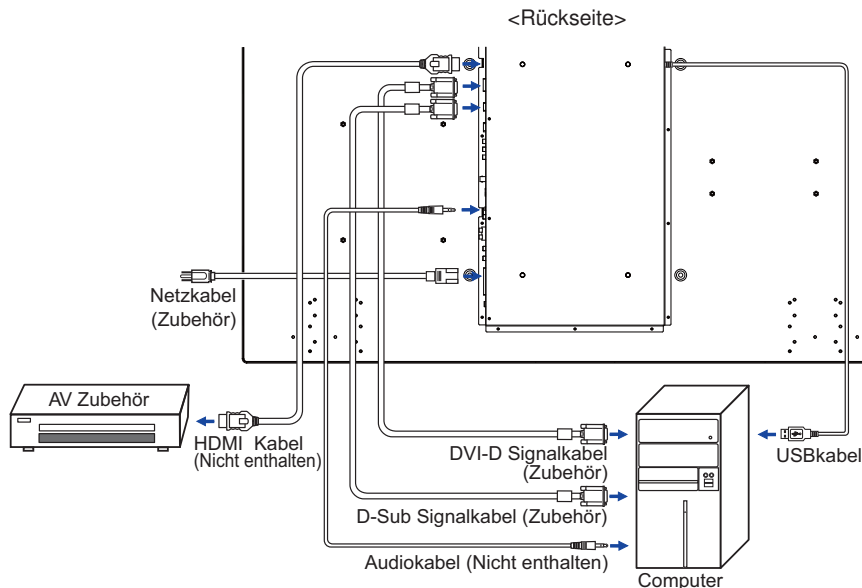 <Rückseite>
Netzkabel
(Zubehör)
AV Zubehör
HDMI Kabel
(Nicht enthalten)
DVI-D Signalkabel
(Zubehör)
USBkabel
D-Sub Signalkabel (Zubehör)
Audiokabel (Nicht enthalten)
Computer